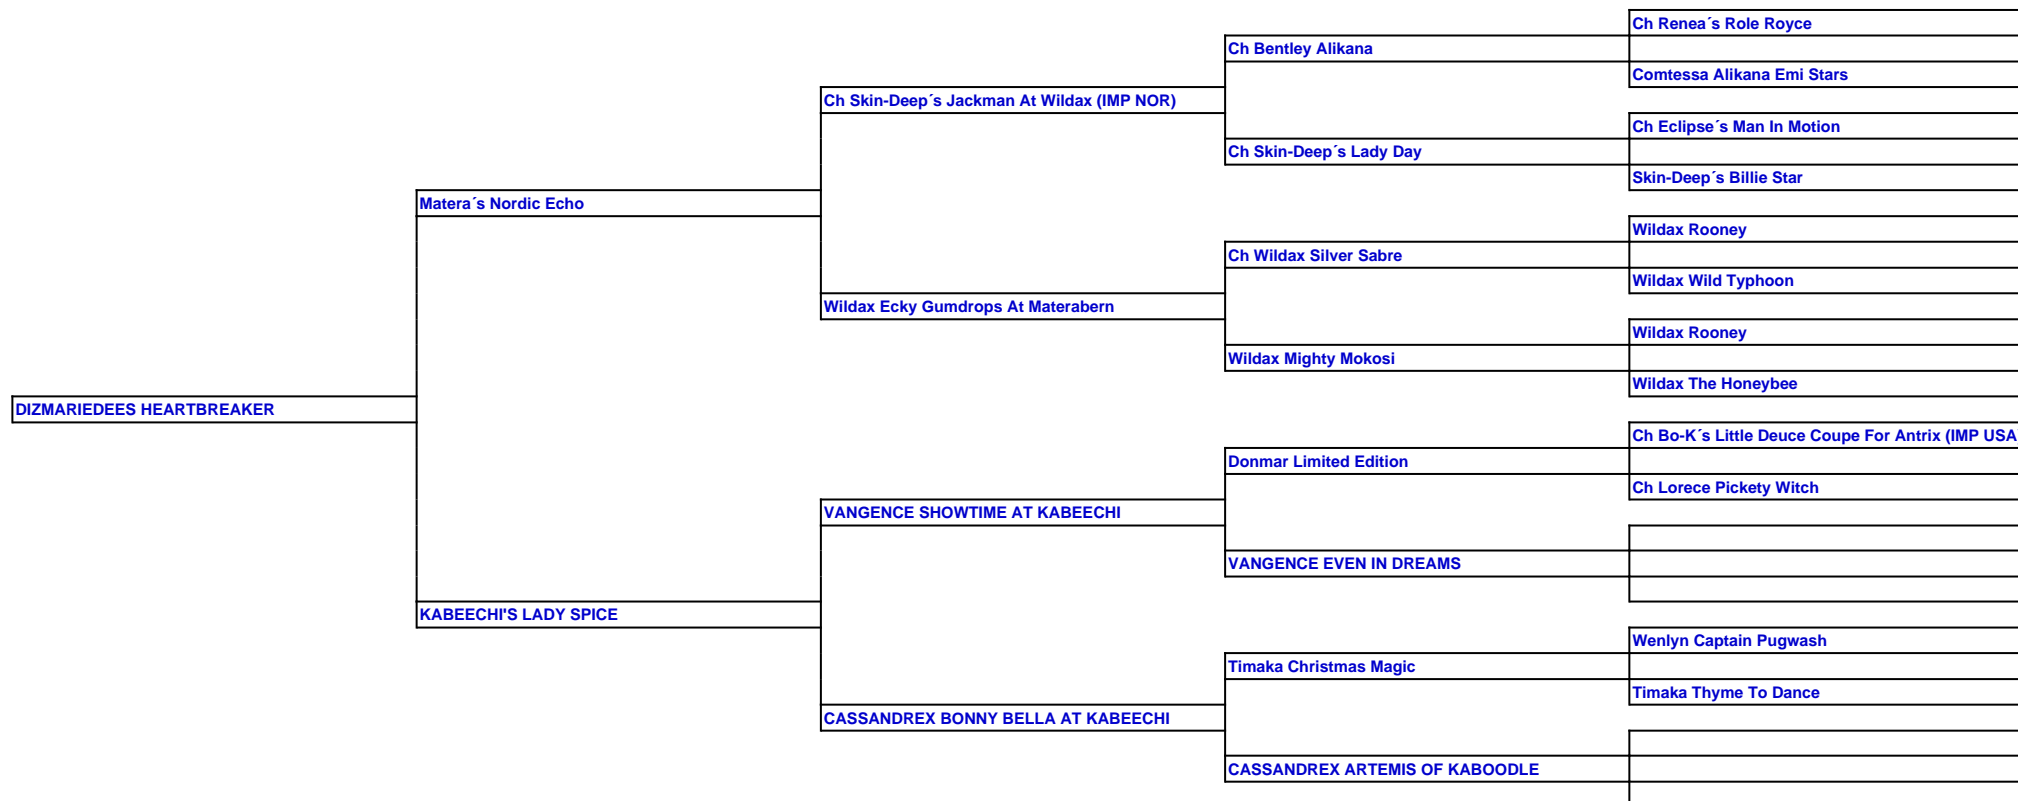 Ch Renea´s Role Royce
Ch Bentley Alikana
Comtessa Alikana Emi Stars
Ch Skin-Deep´s Jackman At Wildax (IMP NOR)
Ch Eclipse´s Man In Motion
Ch Skin-Deep´s Lady Day
Skin-Deep´s Billie Star
Matera´s Nordic Echo
Wildax Rooney
Ch Wildax Silver Sabre
Wildax Wild Typhoon
Wildax Ecky Gumdrops At Materabern
Wildax Rooney
Wildax Mighty Mokosi
Wildax The Honeybee
DIZMARIEDEES HEARTBREAKER
Ch Bo-K´s Little Deuce Coupe For Antrix (IMP USA
Donmar Limited Edition
Ch Lorece Pickety Witch
VANGENCE SHOWTIME AT KABEECHI
VANGENCE EVEN IN DREAMS
KABEECHI'S LADY SPICE
Wenlyn Captain Pugwash
Timaka Christmas Magic
Timaka Thyme To Dance
CASSANDREX BONNY BELLA AT KABEECHI
CASSANDREX ARTEMIS OF KABOODLE